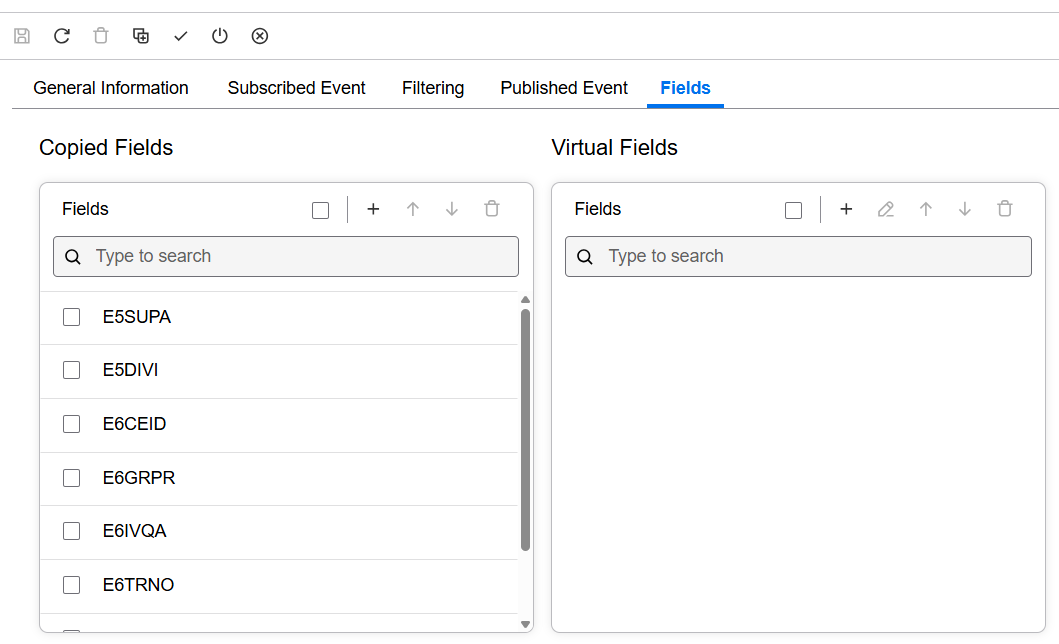 General Information Subscribed Event Filtering Published Event Fields
Copied Fields
Fields
Type to search
E5SUPA
E5DIVI
E6CEID
E6GRPR
E6IVQA
E6TRNO
Virtual Fields
Fields
Type to search